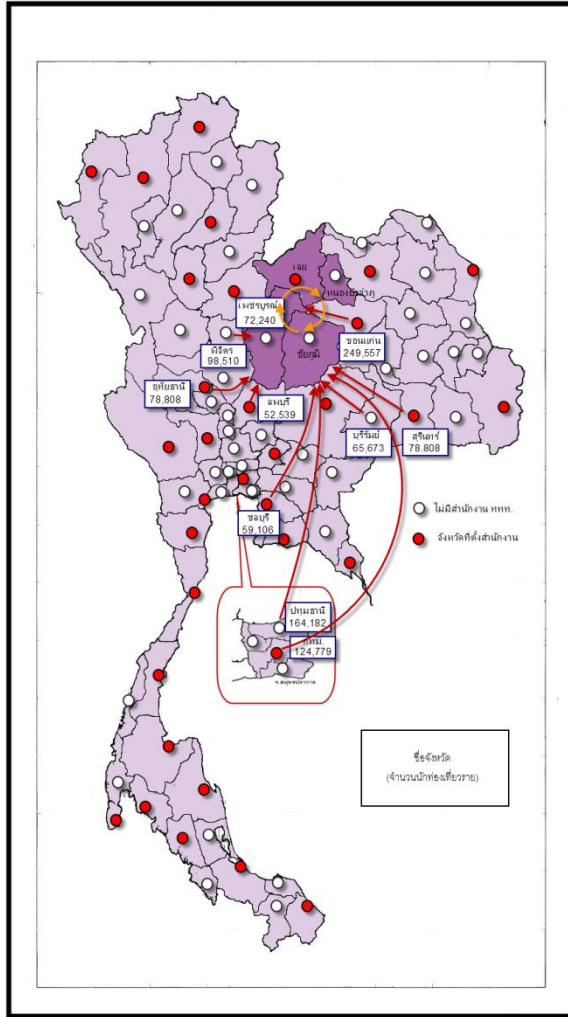 เลย
หนองบัวลำภู
เพชรบูรณ์
72,240
ขอนแก่น
249,557
ชัยภูมิ
พิจิตร
98,510
อุทัยธานี
78,808
ลพบุรี
52,539
บุรีรัมย์
65,673
สุรินทร์
78.808
ชลบุรี
59,106
ไม่มีสำนักงาน ททท.
จังหวัดที่ตั้งสำนักงาน
ปทุมธานี
164,182
กทม.
124,779
จ.สมุทรปราการ
ชื่อจังหวัด
(จำนวนนักท่องเที่ยวราย)